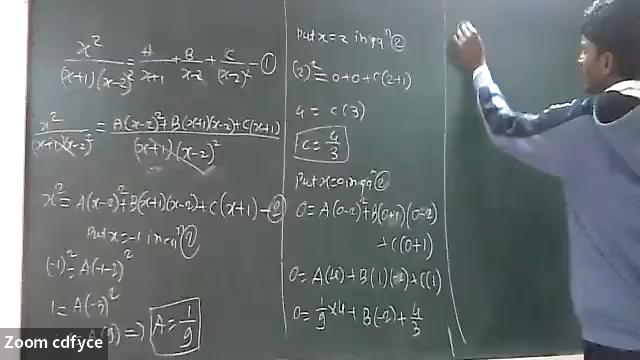 x² / (x+1)(x-2)² = A/x+1 + B/x-2 + C/(x-2)² -①
x² / (x+1)(x-2)² = A(x-2)²+B(x+1)(x-2)+C(x+1) / (x+1)(x-2)²
x² = A(x-2)²+B(x+1)(x-2)+C(x+1) -②
Put x=-1 in eqⁿ ②
(-1)² = A(-1-2)²
1 = A(-3)²
A(9) => A = 1/9
Put x=2 in eqⁿ ②
(2)² = 0+0+C(2+1)
4 = C(3)
C = 4/3
Put x=0 in eqⁿ ②
0 = A(0-2)²+B(0+1)(0-2)
+C(0+1)
0 = A(4)+B(1)(-2)+C(1)
0 = 1/9 ×4 + B(-2) + 4/3
Zoom cdfyce